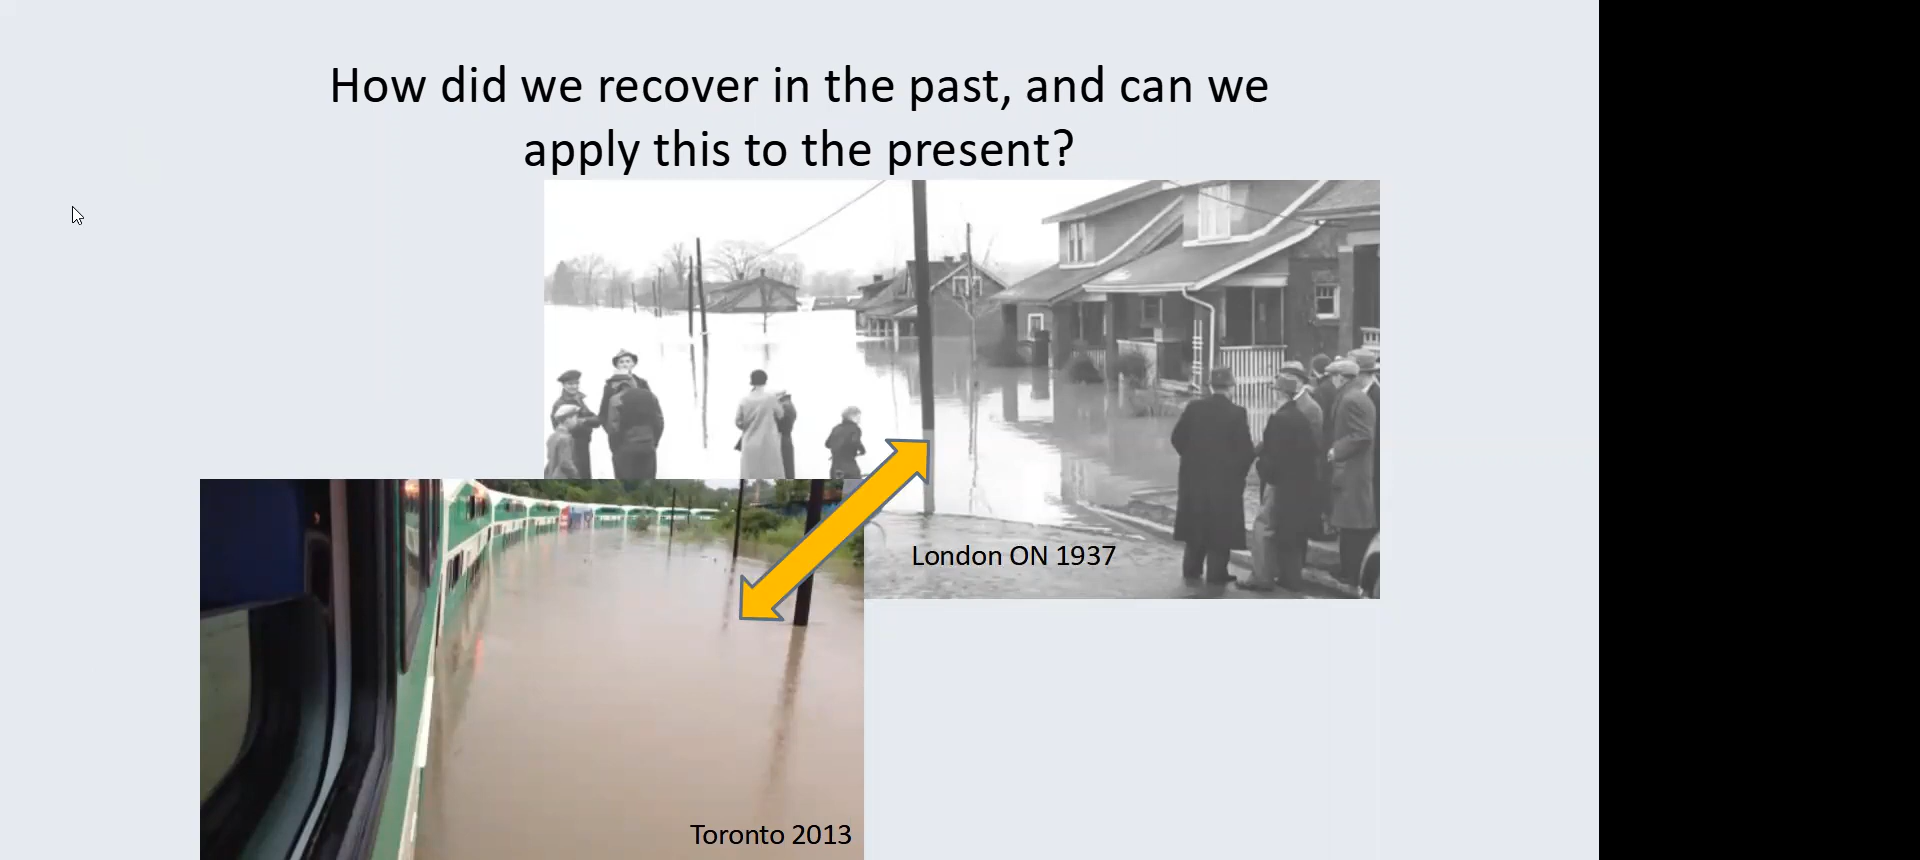 How did we recover in the past, and can we
apply this to the present?
London ON 1937
Toronto 2013